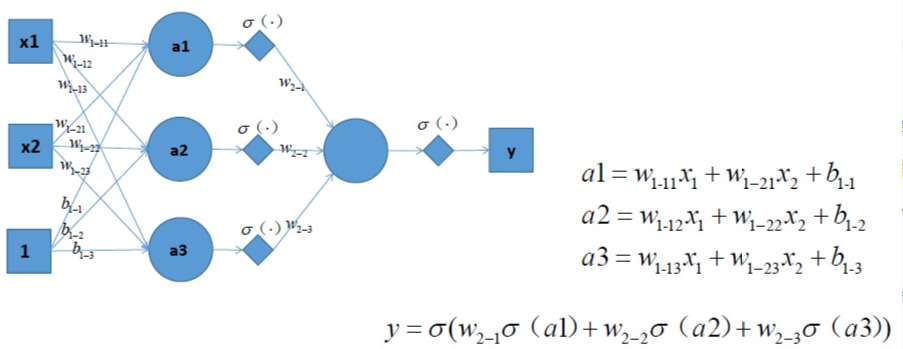 σ (·)
x1
w1-11
a1
w1-12
w1-13
w2-1
w1-21
x2
w1-22
a2
σ (·)
w2-2
σ (·)
y
w1-23
b1-1
b1-2
1
b1-3
a3
σ (·)
w2-3
a1 = w1-11x1 + w1-21x2 + b1-1
a2 = w1-12x1 + w1-22x2 + b1-2
a3 = w1-13x1 + w1-23x2 + b1-3
y = σ(w2-1σ (a1) + w2-2σ (a2) + w2-3σ (a3))